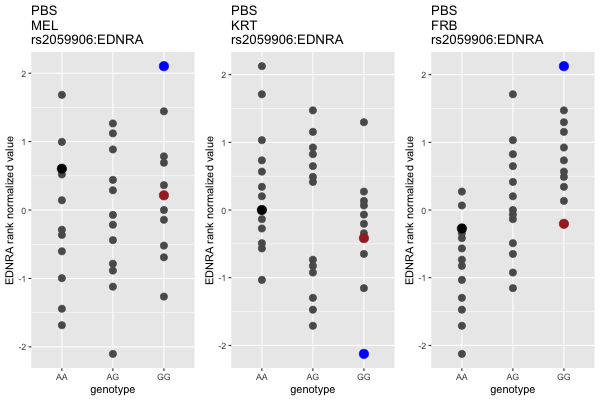 PBS
MEL
rs2059906:EDNRA
EDNRA rank normalized value
2
1
0
-1
-2
AA
AG
GG
genotype
PBS
KRT
rs2059906:EDNRA
EDNRA rank normalized value
2
1
0
-1
-2
AA
AG
GG
genotype
PBS
FRB
rs2059906:EDNRA
EDNRA rank normalized value
2
1
0
-1
-2
AA
AG
GG
genotype